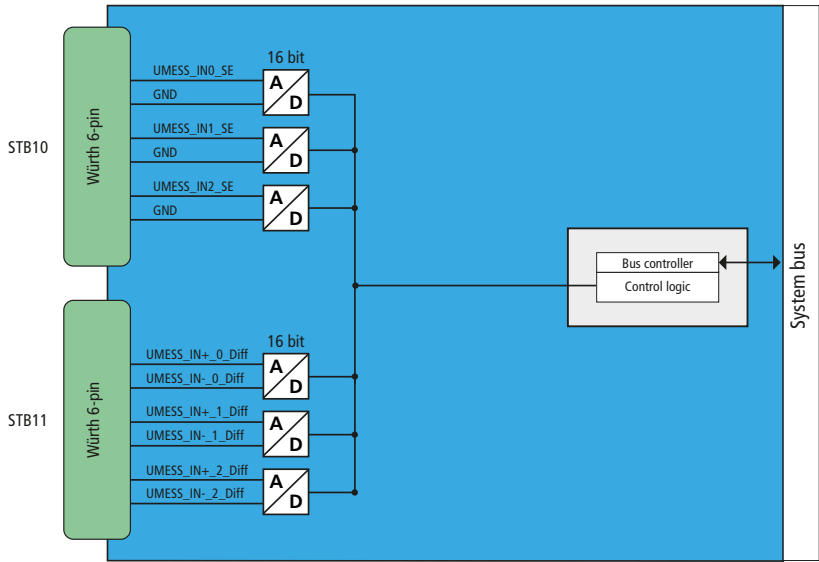 16 bit
UMESS_IN0_SE
A
D
GND
UMESS_IN1_SE
A
D
GND
STB10
Würth 6-pin
UMESS_IN2_SE
A
D
GND
Bus controller
Control logic
System bus
16 bit
UMESS_IN+_0_Diff
A
D
UMESS_IN-_0_Diff
UMESS_IN+_1_Diff
A
D
UMESS_IN-_1_Diff
STB11
Würth 6-pin
UMESS_IN+_2_Diff
A
D
UMESS_IN-_2_Diff